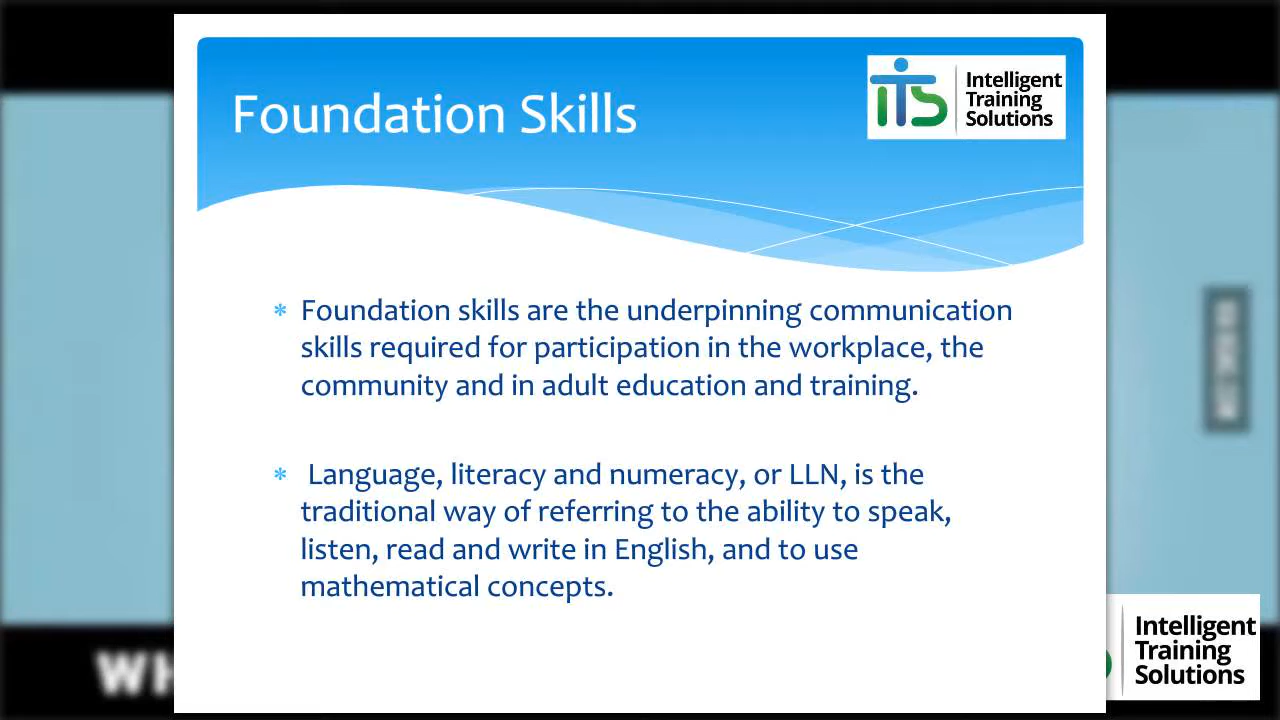 Foundation Skills
iTS
Intelligent
Training
Solutions
* Foundation skills are the underpinning communication
skills required for participation in the workplace, the
community and in adult education and training.
* Language, literacy and numeracy, or LLN, is the
traditional way of referring to the ability to speak,
listen, read and write in English, and to use
mathematical concepts.
WH
Intelligent
Training
Solutions